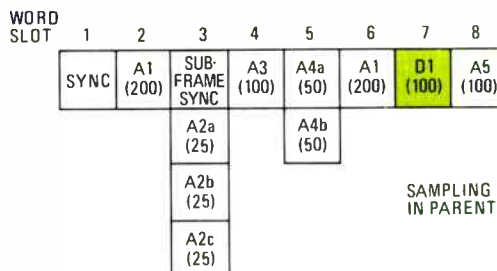 WORD
SLOT 1 2 3 4 5 6 7 8
SYNC
A1
(200)
SUB-
FRAME
SYNC
A3
(100)
A4a
(50)
A1
(200)
D1
(100)
A5
(100)
A2a
(25)
A4b
(50)
A2b
(25)
A2c
(25)
SAMPLING
IN PARENT